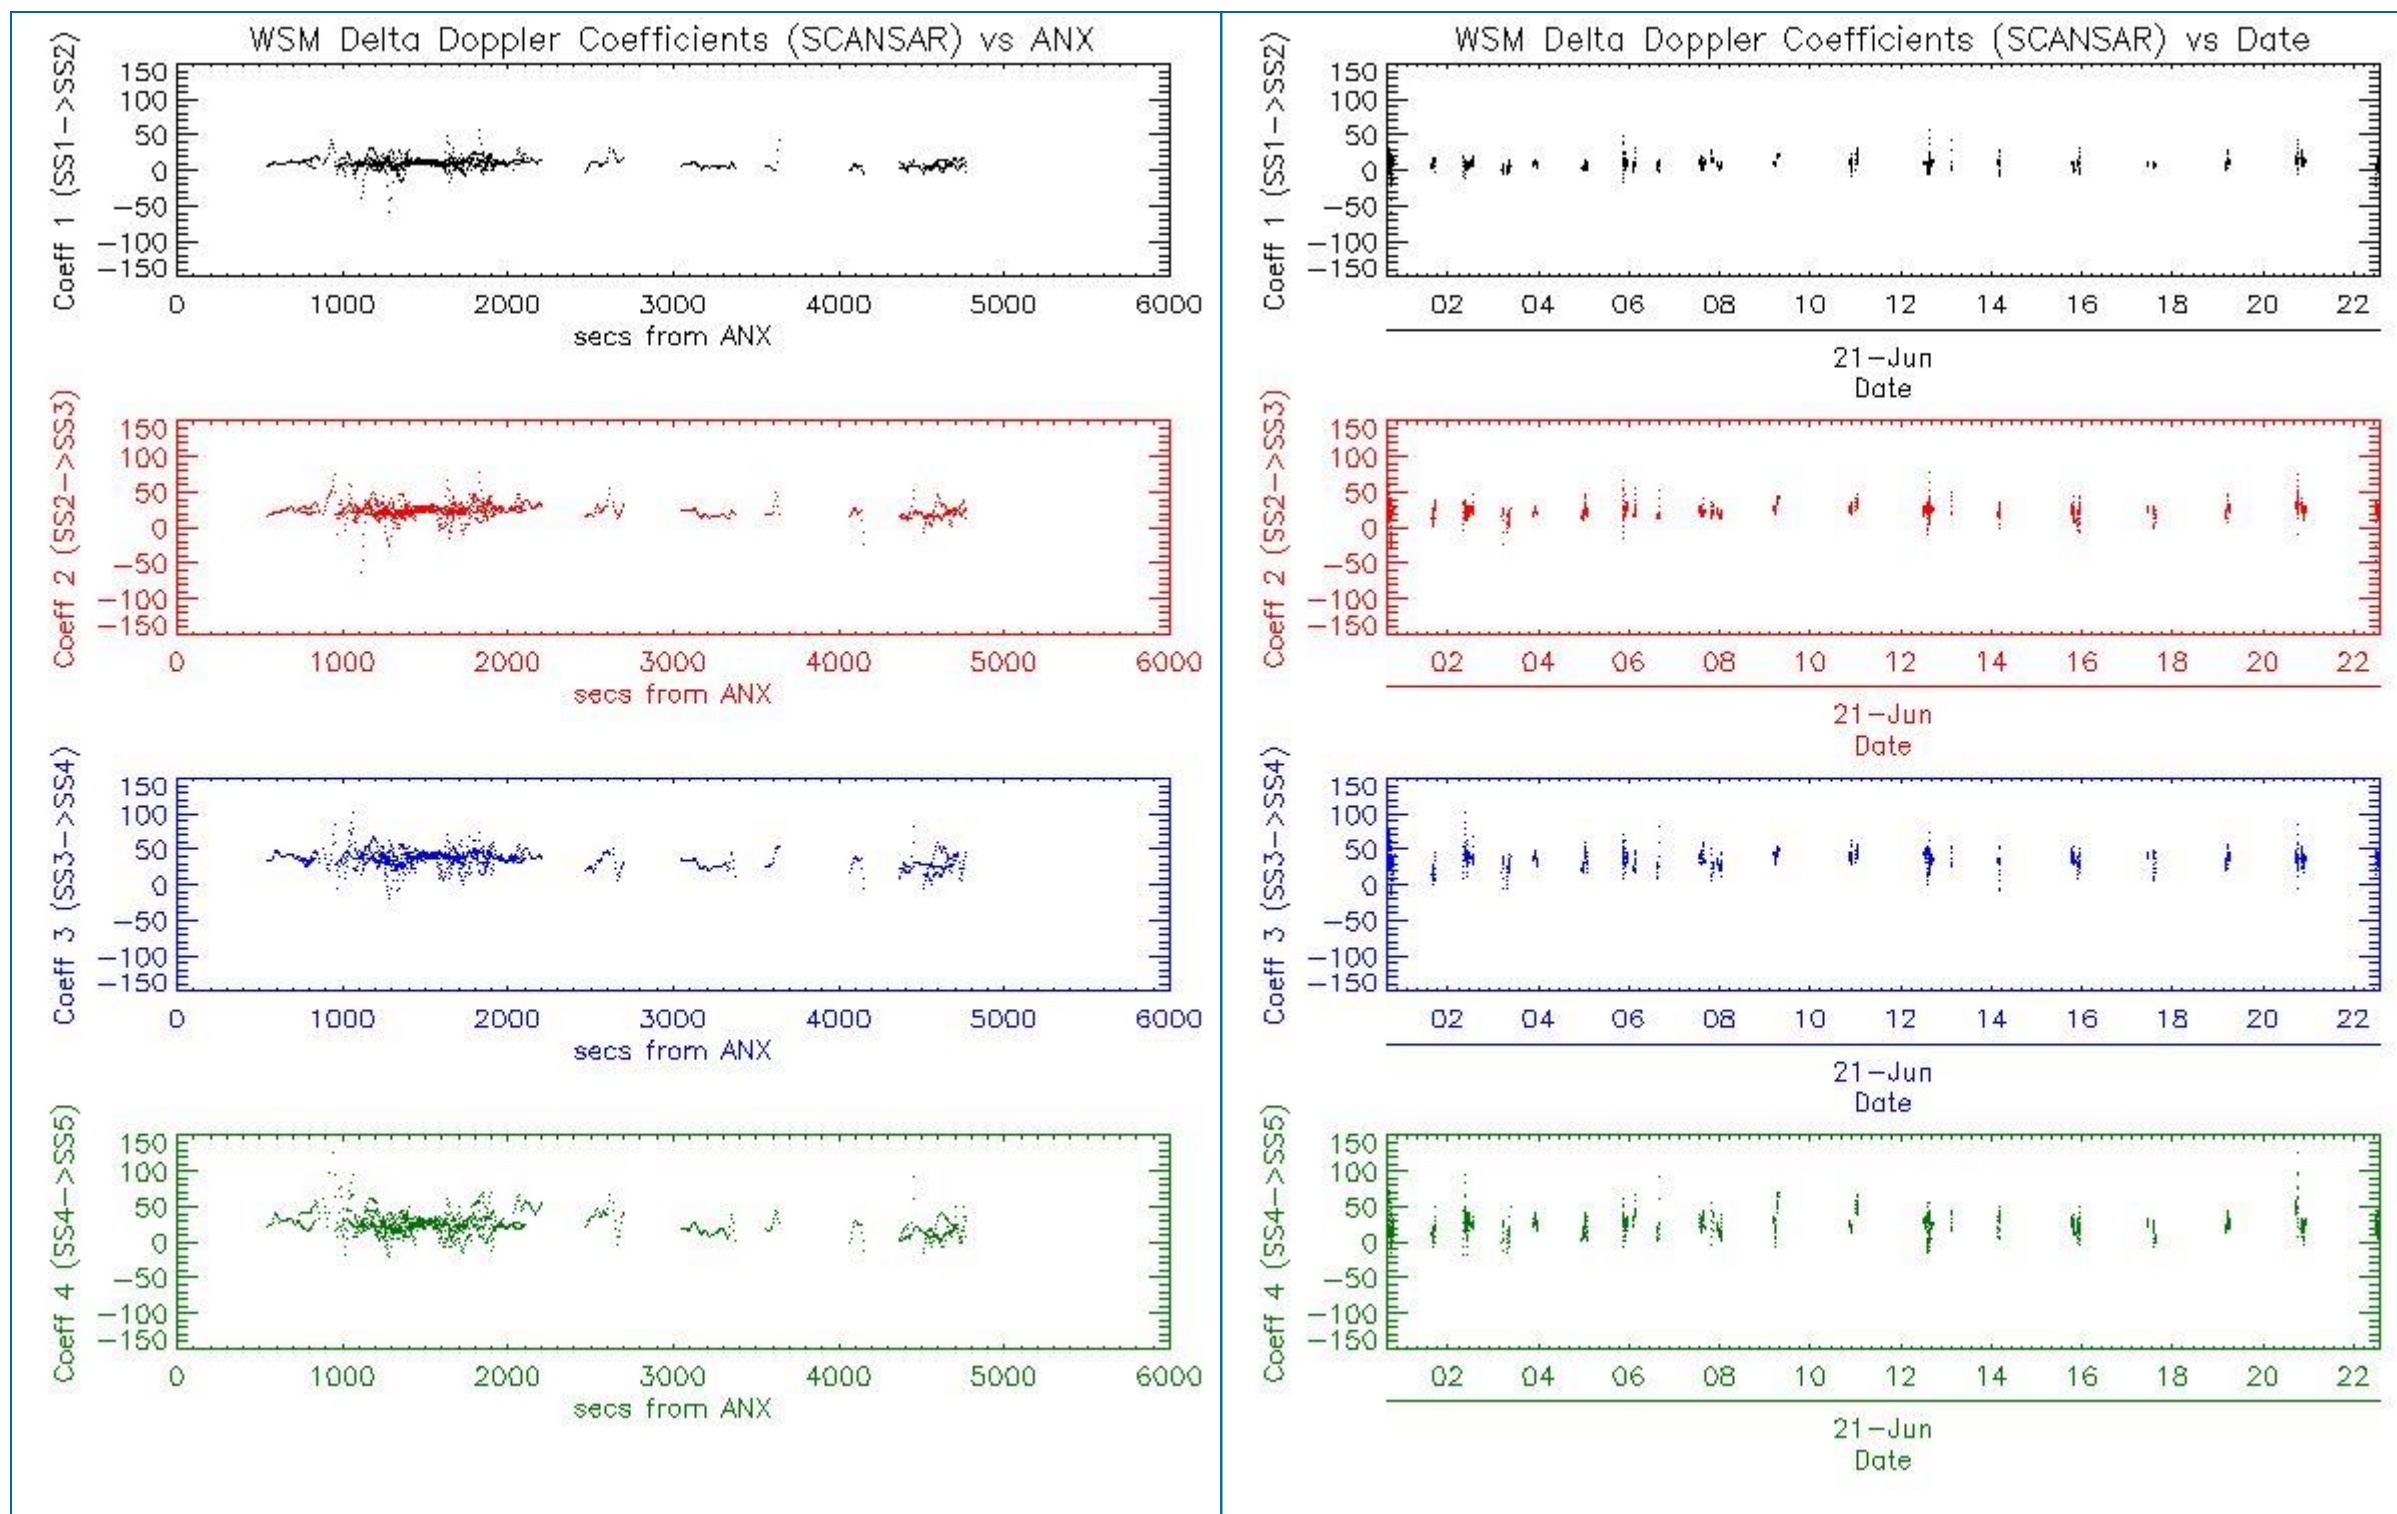 WSM Delta Doppler Coefficients (SCANSAR) vs ANX
Coeff 1 (SS1->SS2)
150
100
50
0
-50
-100
-150
0 1000 2000 3000 4000 5000 6000
secs from ANX
Coeff 2 (SS2->SS3)
150
100
50
0
-50
-100
-150
0 1000 2000 3000 4000 5000 6000
secs from ANX
Coeff 3 (SS3->SS4)
150
100
50
0
-50
-100
-150
0 1000 2000 3000 4000 5000 6000
secs from ANX
Coeff 4 (SS4->SS5)
150
100
50
0
-50
-100
-150
0 1000 2000 3000 4000 5000 6000
secs from ANX
WSM Delta Doppler Coefficients (SCANSAR) vs Date
Coeff 1 (SS1->SS2)
150
100
50
0
-50
-100
-150
02 04 06 08 10 12 14 16 18 20 22
21-Jun
Date
Coeff 2 (SS2->SS3)
150
100
50
0
-50
-100
-150
02 04 06 08 10 12 14 16 18 20 22
21-Jun
Date
Coeff 3 (SS3->SS4)
150
100
50
0
-50
-100
-150
02 04 06 08 10 12 14 16 18 20 22
21-Jun
Date
Coeff 4 (SS4->SS5)
150
100
50
0
-50
-100
-150
02 04 06 08 10 12 14 16 18 20 22
21-Jun
Date